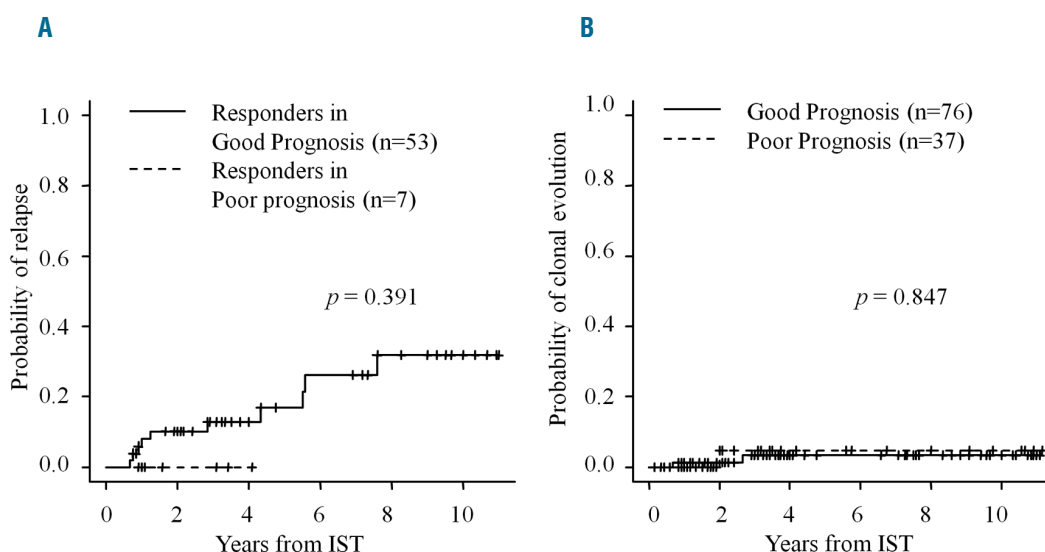 A
Probability of relapse
1.0
0.8
0.6
0.4
0.2
0.0
Responders in
Good Prognosis (n=53)
Responders in
Poor prognosis (n=7)
p = 0.391
0 2 4 6 8 10
Years from IST
B
Probability of clonal evolution
1.0
0.8
0.6
0.4
0.2
0.0
Good Prognosis (n=76)
Poor Prognosis (n=37)
p = 0.847
0 2 4 6 8 10
Years from IST